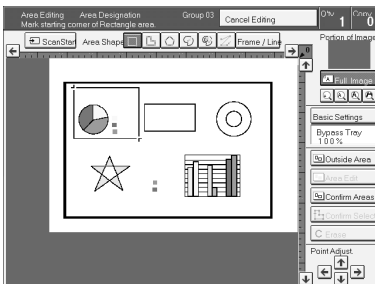 Area Editing Area Designation Group 03 Cancel Editing
Mark starting corner of Rectangle area.
1 Copy
ScanStart Area Shape Frame / Line
Portion of Image
0
Full Image
Basic Settings
Bypass Tray
100%
Outside Area
Area Edit
Confirm Areas
Confirm Select
C Erase
Point Adjust.